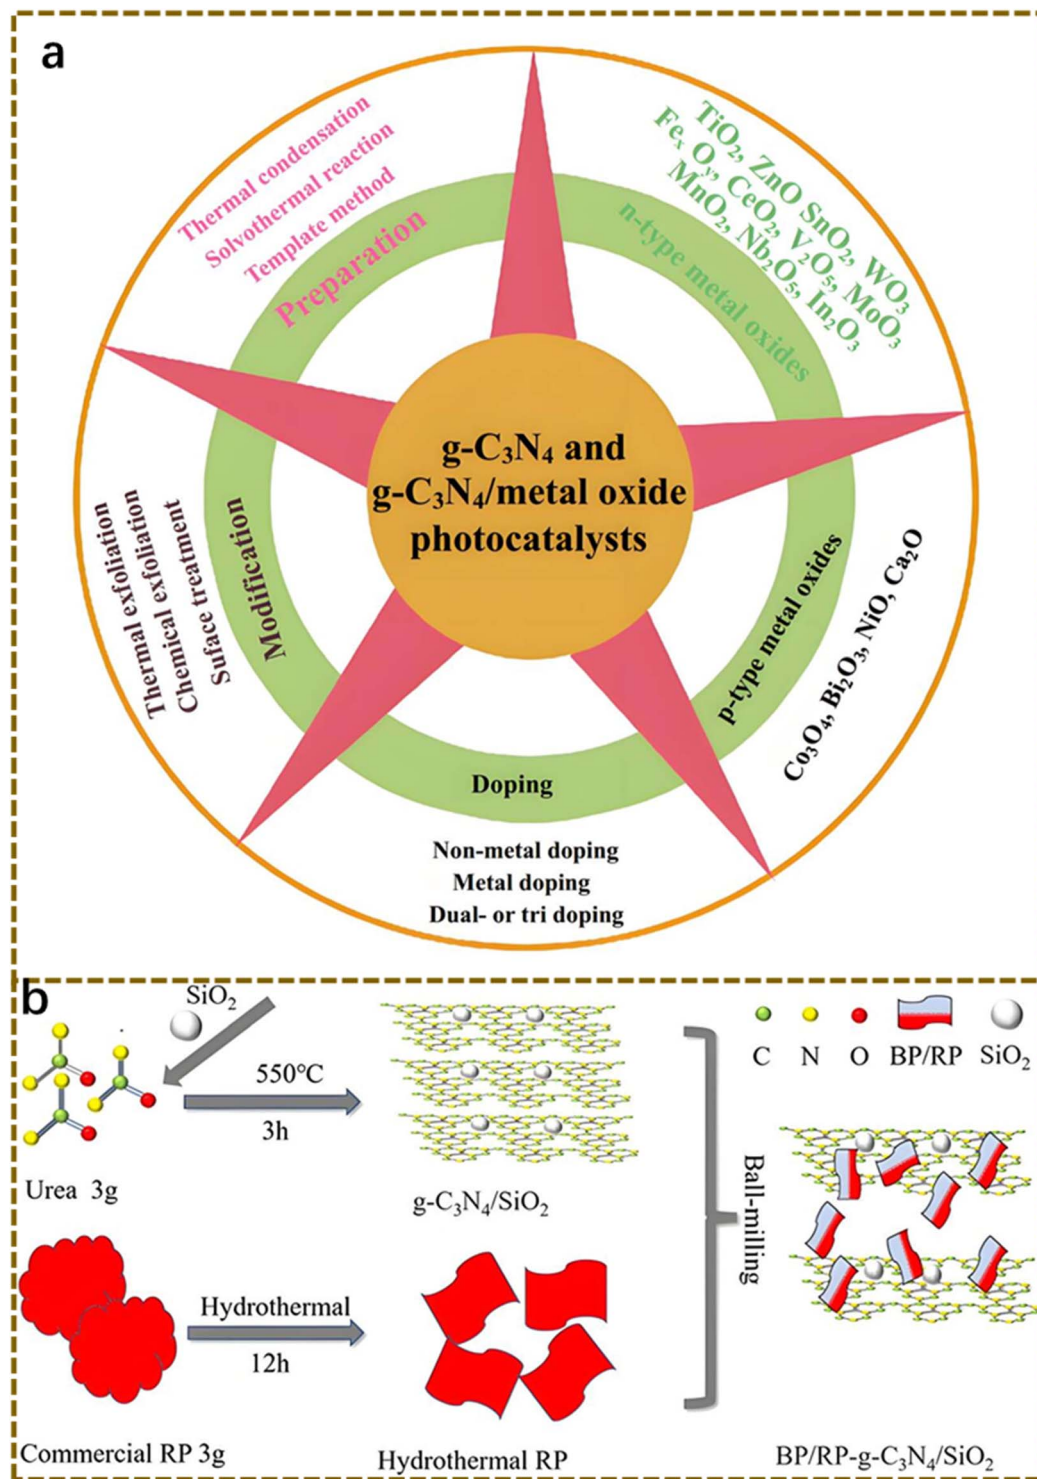 a
Thermal condensation
Solvothermal reaction
Template method
Preparation
TiO₂, ZnO SnO₂, WO₃
FeₓOᵧ, CeO₂, V₂O₅, MoO₃
MnO₂, Nb₂O₅, In₂O₃
n-type metal oxides
g-C₃N₄ and
g-C₃N₄/metal oxide
photocatalysts
Thermal exfoliation
Chemical exfoliation
Suface treatment
Modification
p-type metal oxides
Co₃O₄, Bi₂O₃, NiO, Ca₂O
Doping
Non-metal doping
Metal doping
Dual- or tri doping
b
SiO₂
550°C
3h
Urea 3g
g-C₃N₄/SiO₂
C N O BP/RP SiO₂
Ball-milling
Hydrothermal
12h
Commercial RP 3g
Hydrothermal RP
BP/RP-g-C₃N₄/SiO₂